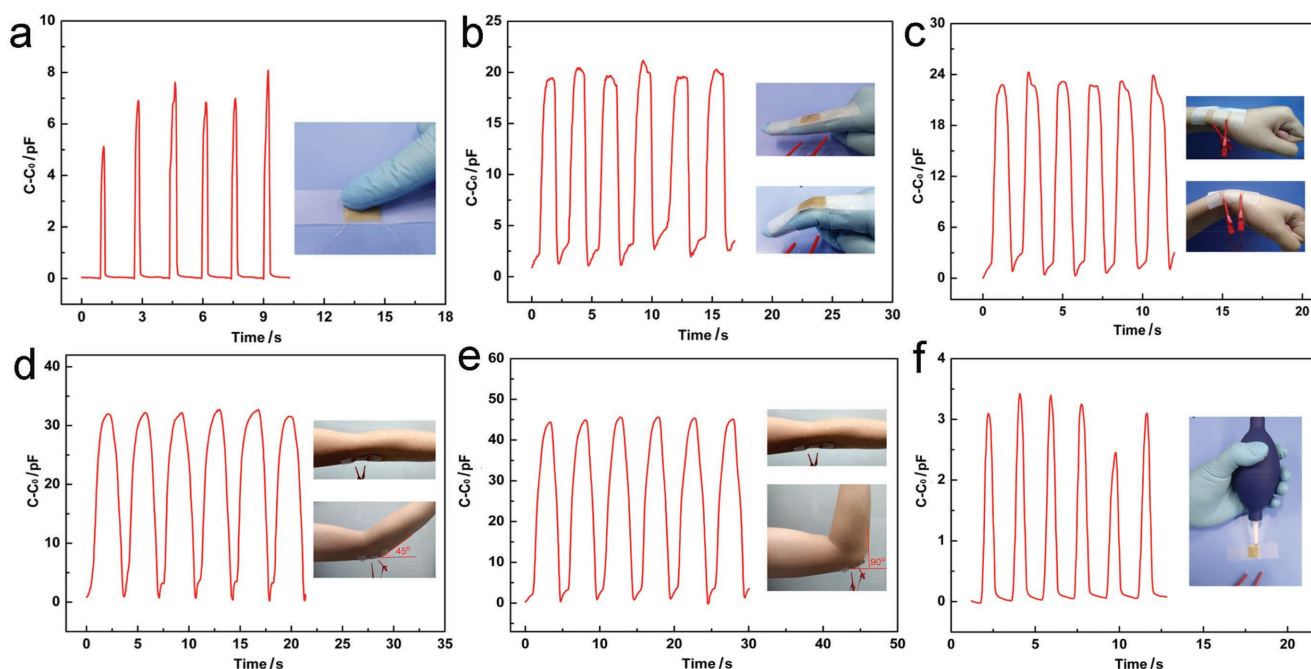 a
C-C₀/pF
10
8
6
4
2
0
0 3 6 9 12 15 18
Time /s
b
C-C₀/pF
25
20
15
10
5
0
0 5 10 15 20 25 30
Time /s
c
C-C₀/pF
30
24
18
12
6
0
0 5 10 15 20
Time /s
d
C-C₀/pF
40
30
20
10
0
0 5 10 15 20 25 30 35
Time /s
45°
e
C-C₀/pF
60
50
40
30
20
10
0
0 10 20 30 40 50
Time /s
90°
f
C-C₀/pF
4
3
2
1
0
0 5 10 15 20
Time /s